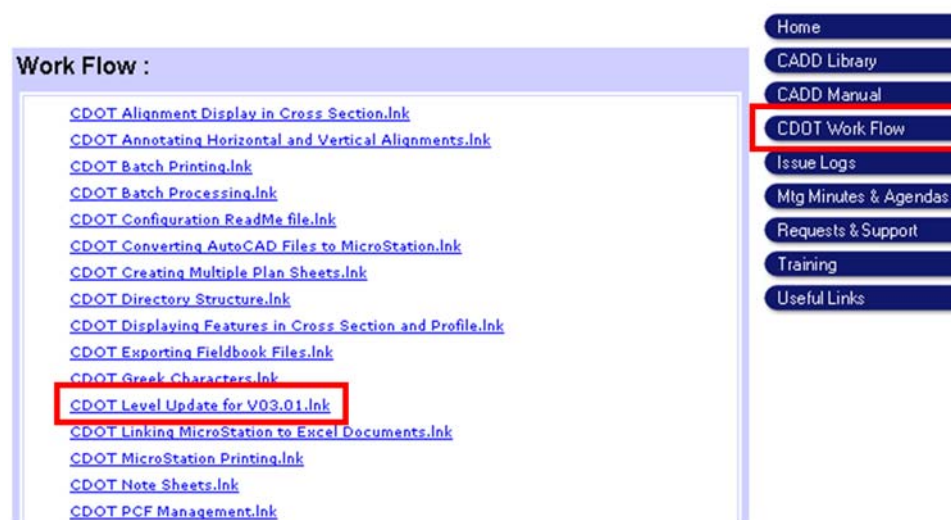 Work Flow :
CDOT Alignment Display in Cross Section.lnk
CDOT Annotating Horizontal and Vertical Alignments.lnk
CDOT Batch Printing.lnk
CDOT Batch Processing.lnk
CDOT Configuration ReadMe file.lnk
CDOT Converting AutoCAD Files to MicroStation.lnk
CDOT Creating Multiple Plan Sheets.lnk
CDOT Directory Structure.lnk
CDOT Displaying Features in Cross Section and Profile.lnk
CDOT Exporting Fieldbook Files.lnk
CDOT Greek Characters.lnk
CDOT Level Update for V03.01.lnk
CDOT Linking MicroStation to Excel Documents.lnk
CDOT MicroStation Printing.lnk
CDOT Note Sheets.lnk
CDOT PCF Management.lnk
Home
CADD Library
CADD Manual
CDOT Work Flow
Issue Logs
Mtg Minutes & Agendas
Requests & Support
Training
Useful Links